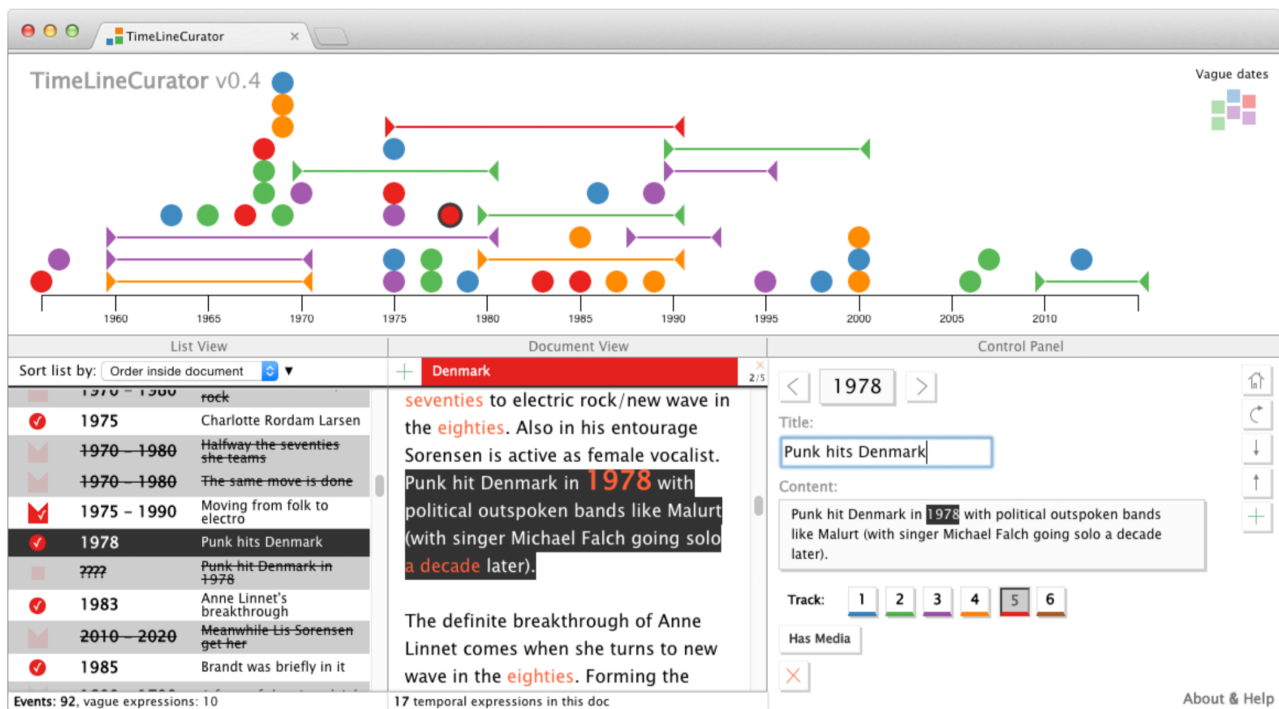 TimeLineCurator
TimeLineCurator v0.4
Vague dates
1960 1965 1970 1975 1980 1985 1990 1995 2000 2005 2010
List View
Document View
Control Panel
Sort list by: Order inside document ▼
1970 – 1980 rock
1975 Charlotte Rordam Larsen
1970 – 1980 Halfway the seventies
she teams
1970 – 1980 The same move is done
1975 – 1990 Moving from folk to
electro
1978 Punk hits Denmark
???? Punk hit Denmark in
1978
1983 Anne Linnet's
breakthrough
2010 – 2020 Meanwhile Lis Sorensen
get her
1985 Brandt was briefly in it
Events: 92, vague expressions: 10
+ Denmark × 2/5
seventies to electric rock/new wave in
the eighties. Also in his entourage
Sorensen is active as female vocalist.
Punk hit Denmark in 1978 with
political outspoken bands like Malurt
(with singer Michael Falch going solo
a decade later).
The definite breakthrough of Anne
Linnet comes when she turns to new
wave in the eighties. Forming the
17 temporal expressions in this doc
< 1978 >
Title:
Punk hits Denmark
Content:
Punk hit Denmark in 1978 with political outspoken bands
like Malurt (with singer Michael Falch going solo a decade
later).
Track: 1 2 3 4 5 6
Has Media
About & Help